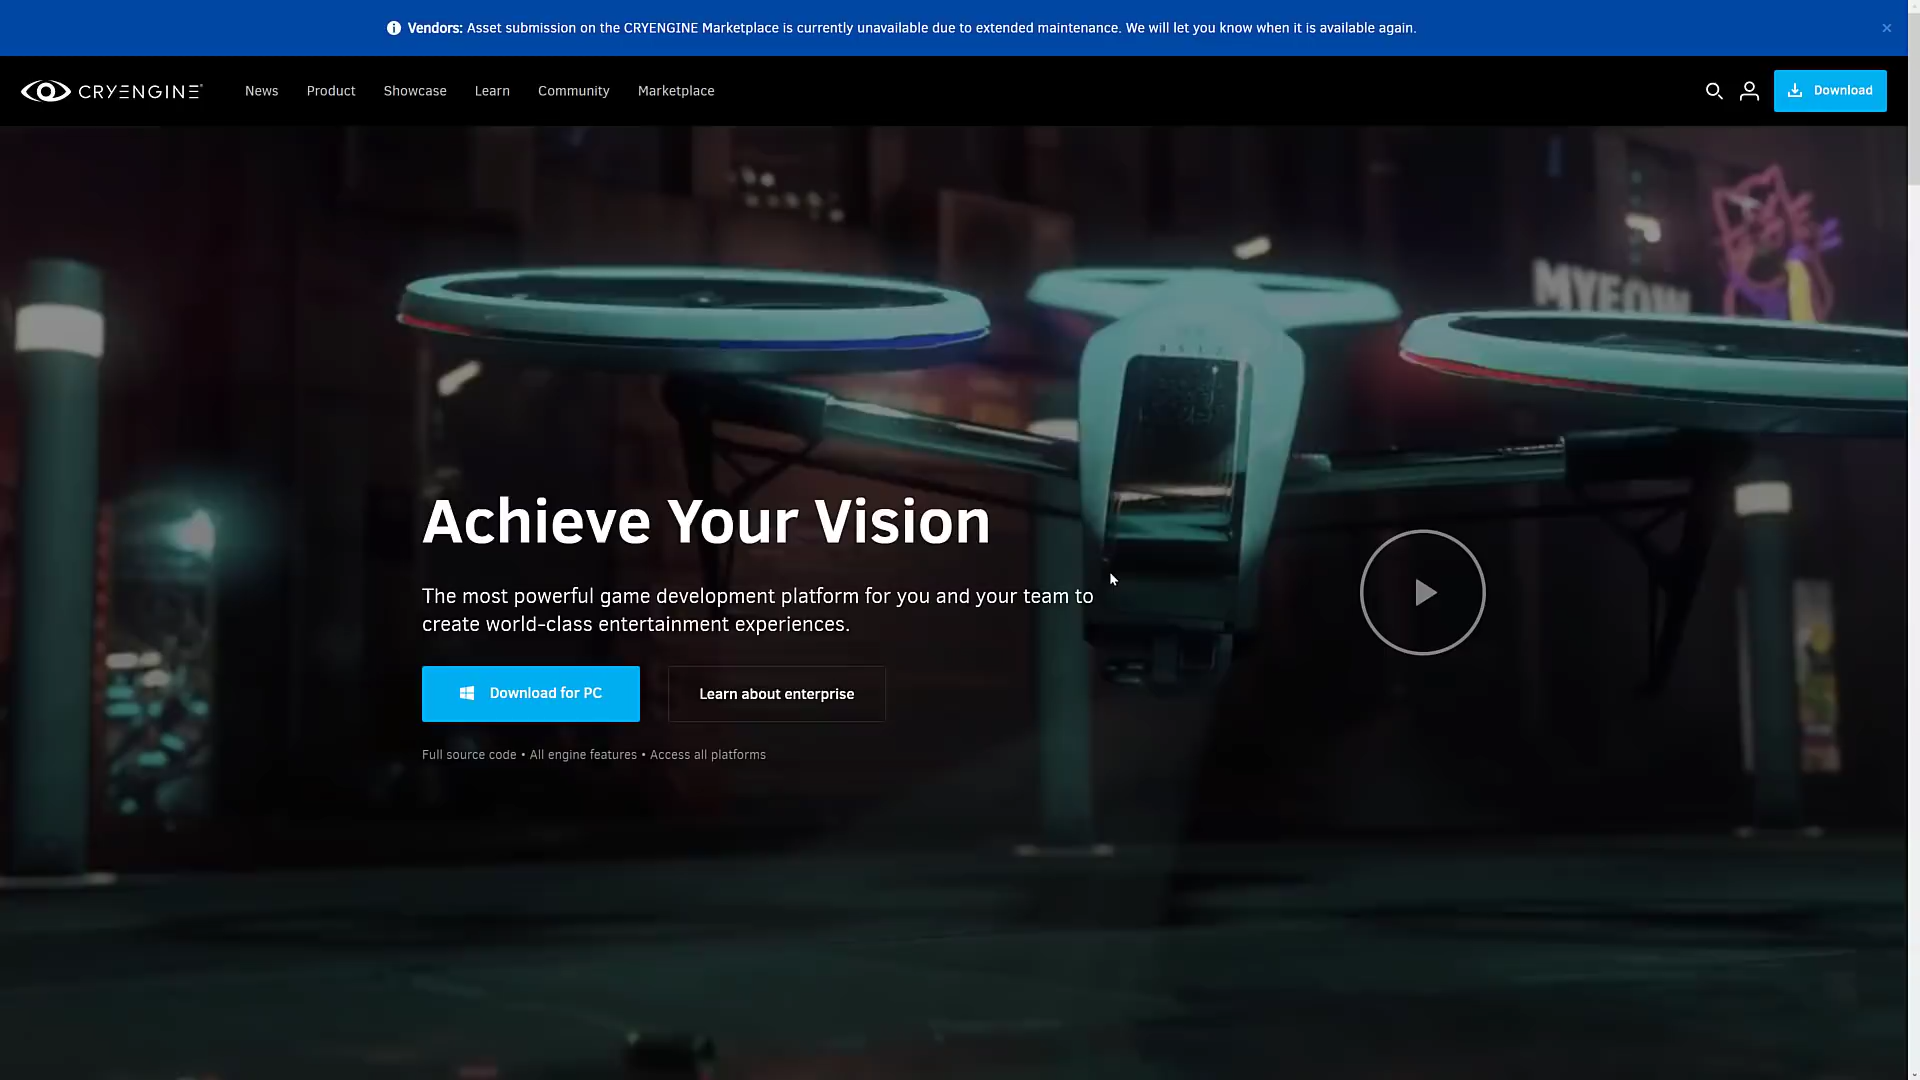 Vendors: Asset submission on the CRYENGINE Marketplace is currently unavailable due to extended maintenance. We will let you know when it is available again.
CRYENGINE
News
Product
Showcase
Learn
Community
Marketplace
Download
MYEOW
Achieve Your Vision
The most powerful game development platform for you and your team to
create world-class entertainment experiences.
Download for PC
Learn about enterprise
Full source code • All engine features • Access all platforms